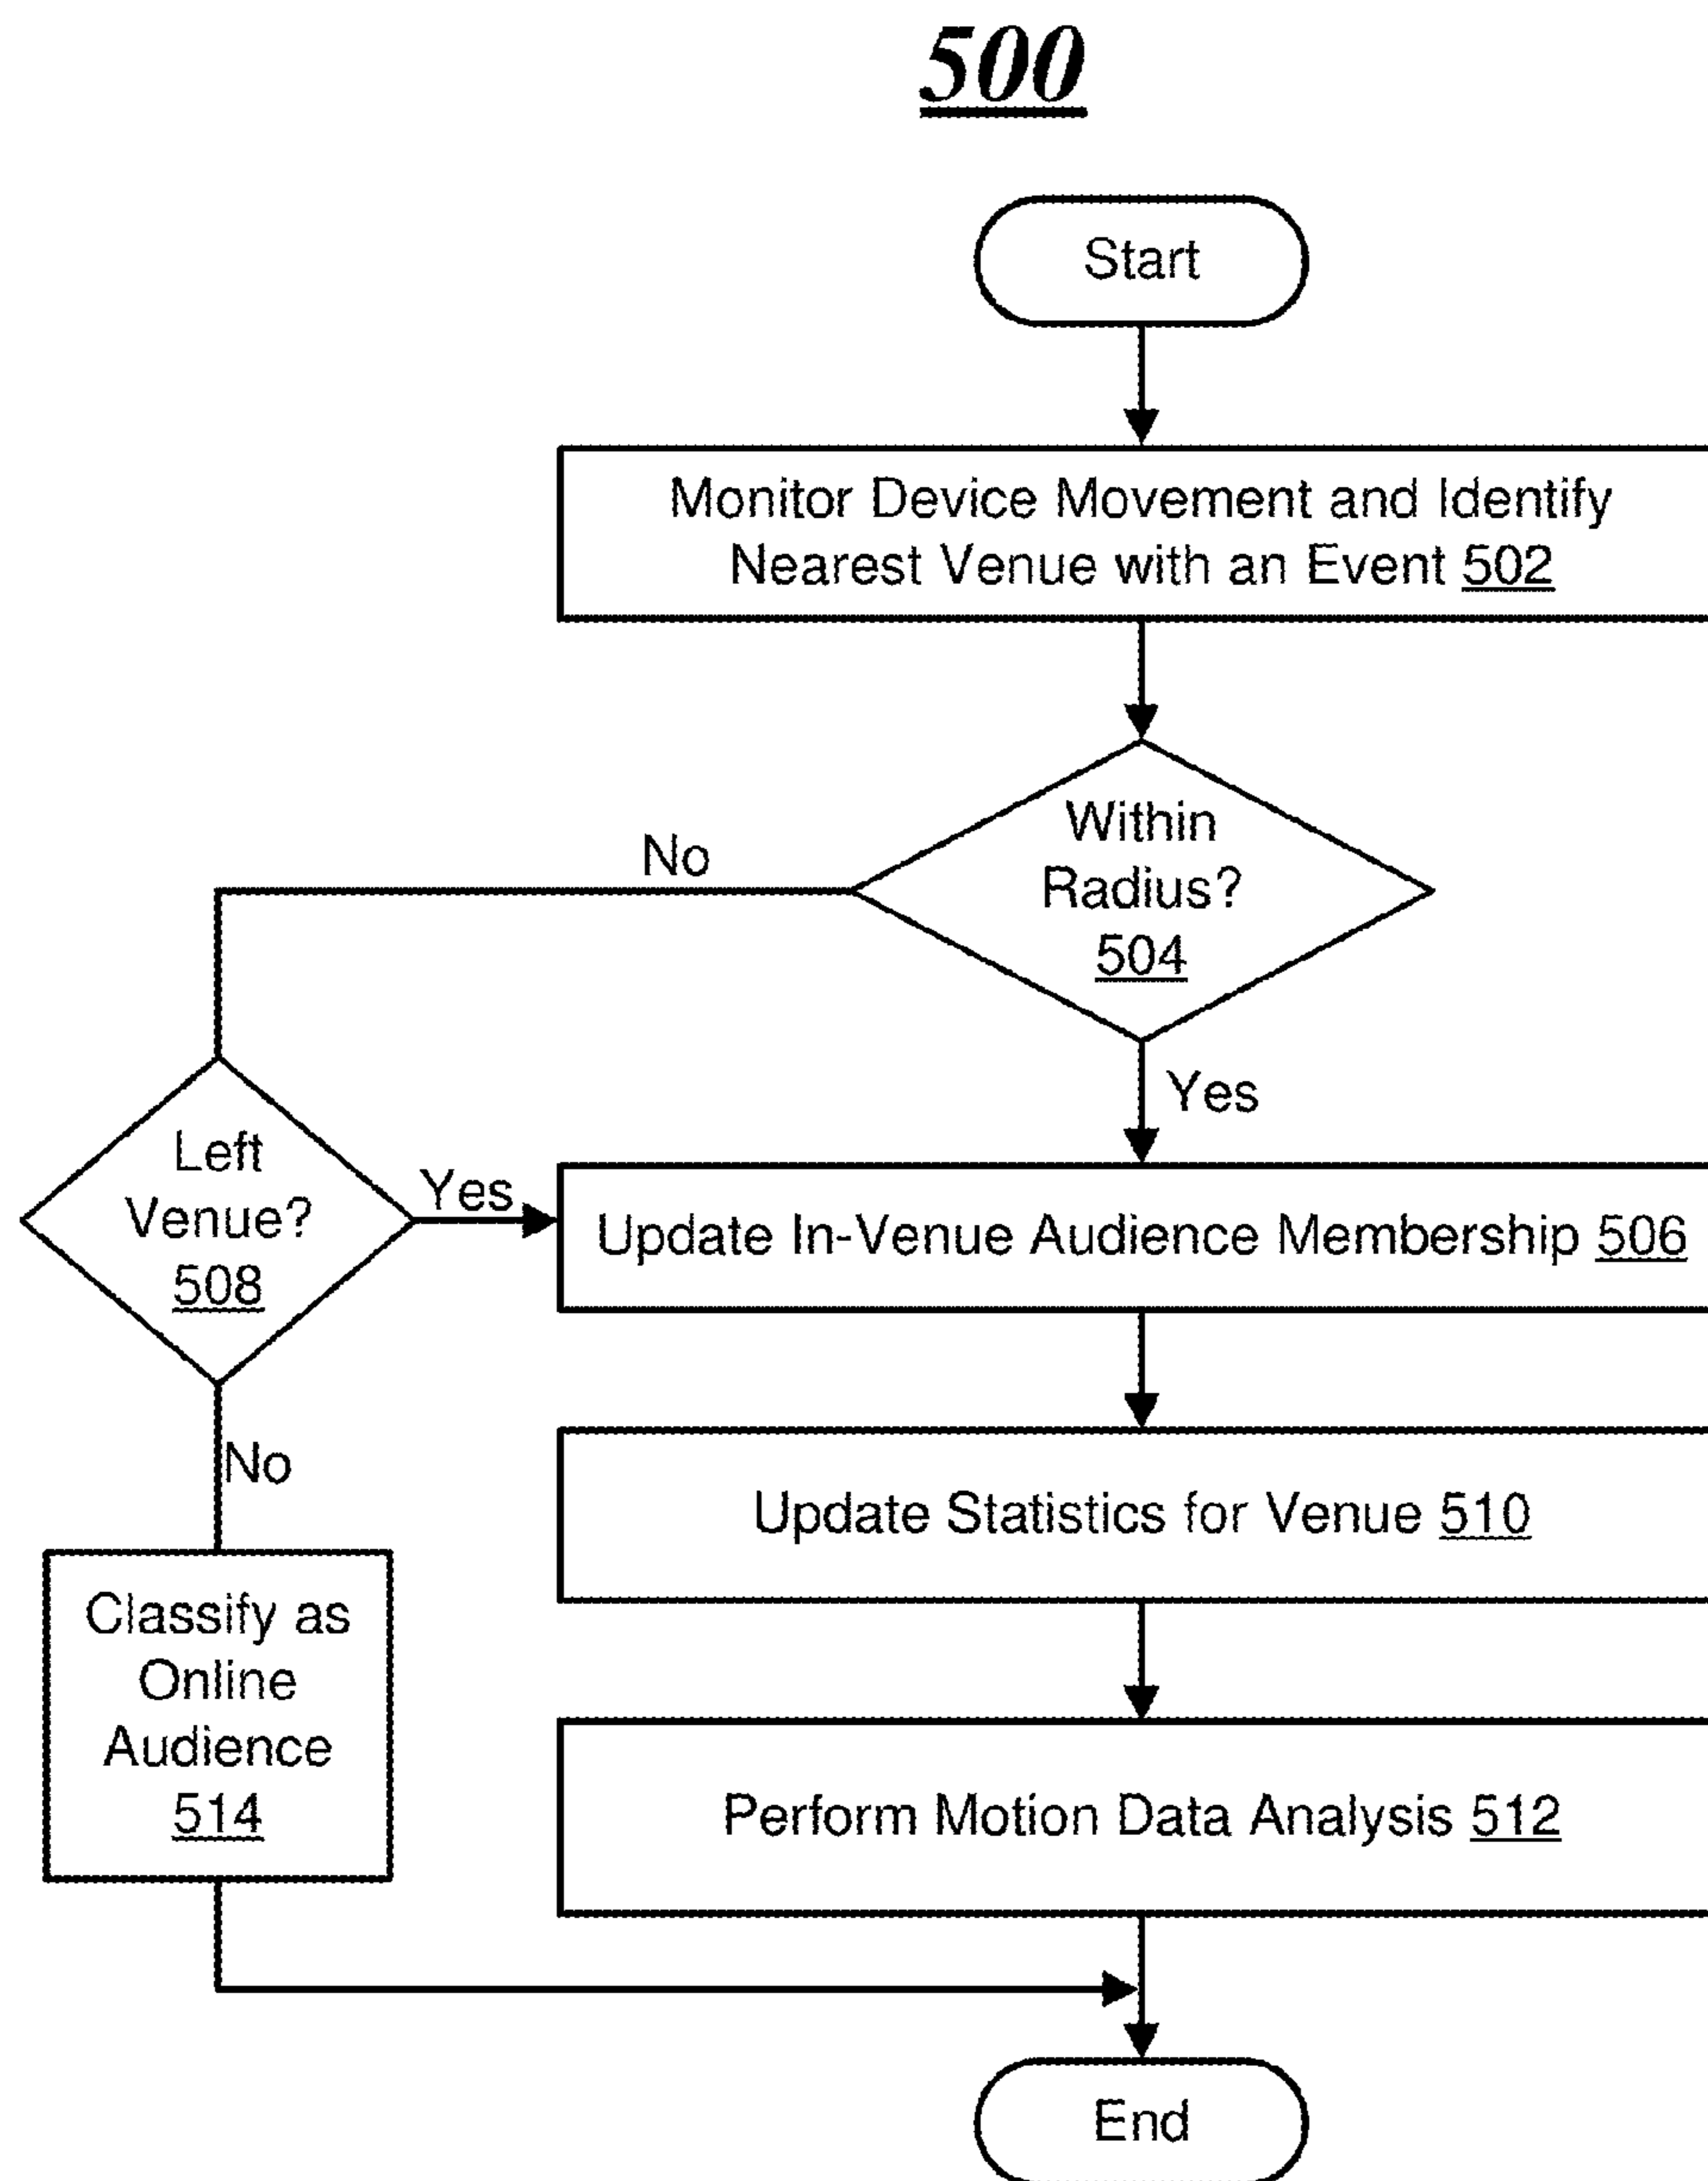 500
Start
Monitor Device Movement and Identify
Nearest Venue with an Event 502
Within
Radius?
504
No
Yes
Left
Venue?
508
Yes
Update In-Venue Audience Membership 506
No
Update Statistics for Venue 510
Classify as
Online
Audience
514
Perform Motion Data Analysis 512
End